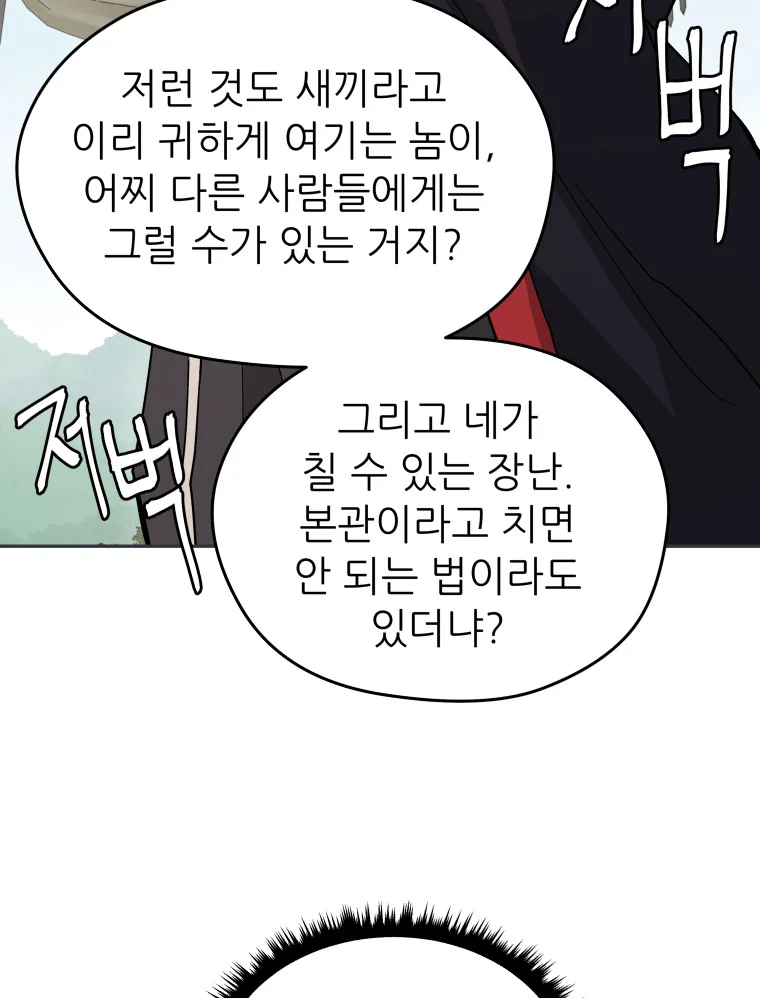 저벅
저런 것도 새끼라고
이리 귀하게 여기는 놈이,
어찌 다른 사람들에게는
그럴 수가 있는 거지?
저벅
그리고 네가
칠 수 있는 장난.
본관이라고 치면
안 되는 법이라도
있더냐?